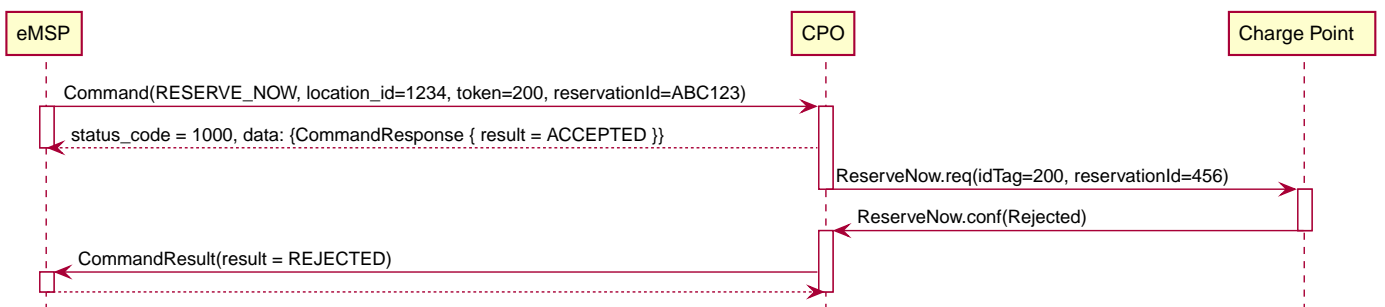 eMSP
CPO
Charge Point
Command(RESERVE_NOW, location_id=1234, token=200, reservationId=ABC123)
status_code = 1000, data: {CommandResponse { result = ACCEPTED }}
ReserveNow.req(idTag=200, reservationId=456)
ReserveNow.conf(Rejected)
CommandResult(result = REJECTED)